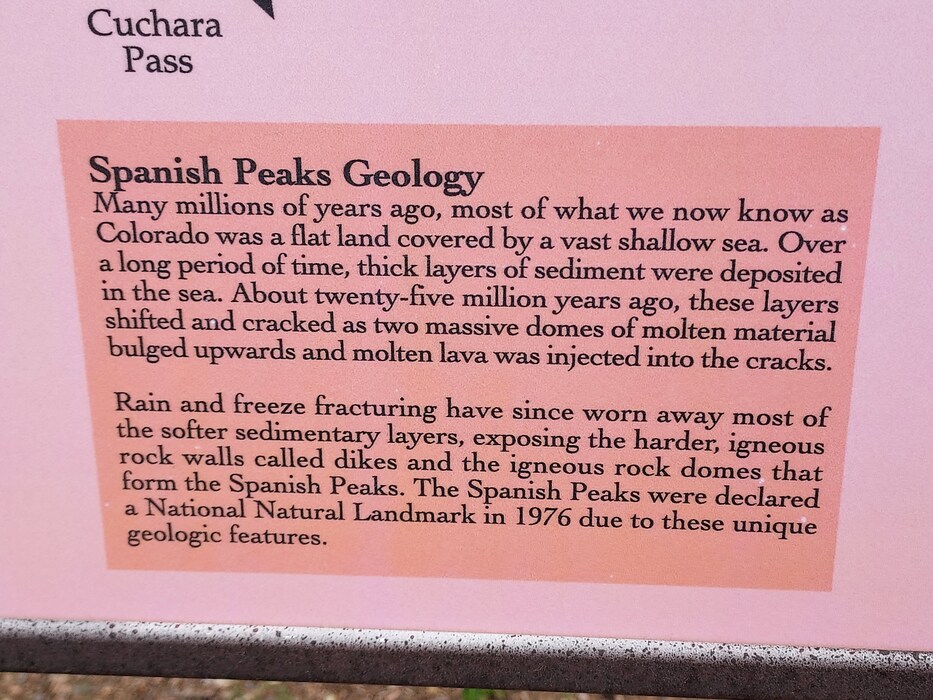 Cuchara
Pass
Spanish Peaks Geology
Many millions of years ago, most of what we now know as
Colorado was a flat land covered by a vast shallow sea. Over
a long period of time, thick layers of sediment were deposited
in the sea. About twenty-five million years ago, these layers
shifted and cracked as two massive domes of molten material
bulged upwards and molten lava was injected into the cracks.
Rain and freeze fracturing have since worn away most of
the softer sedimentary layers, exposing the harder, igneous
rock walls called dikes and the igneous rock domes that
form the Spanish Peaks. The Spanish Peaks were declared
a National Natural Landmark in 1976 due to these unique
geologic features.